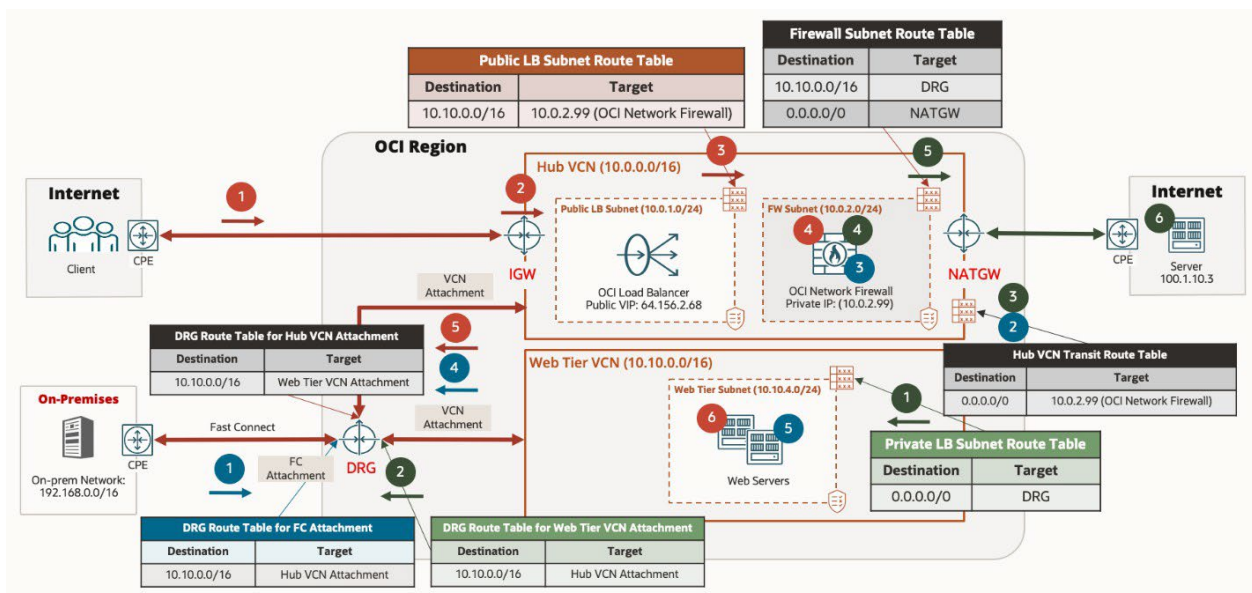 Firewall Subnet Route Table
Destination Target
10.10.0.0/16 DRG
0.0.0.0/0 NATGW
Public LB Subnet Route Table
Destination Target
10.10.0.0/16 10.0.2.99 (OCI Network Firewall)
OCI Region
Hub VCN (10.0.0.0/16)
3
5
Internet
Client
CPE
1
2
IGW
Public LB Subnet (10.0.1.0/24)
OCI Load Balancer
Public VIP: 64.156.2.68
FW Subnet (10.0.2.0/24)
4
4
3
OCI Network Firewall
Private IP: (10.0.2.99)
NATGW
Internet
6
CPE
Server
100.1.10.3
VCN
Attachment
3
2
Hub VCN Transit Route Table
Destination Target
0.0.0.0/0 10.0.2.99 (OCI Network Firewall)
DRG Route Table for Hub VCN Attachment
Destination Target
10.10.0.0/16 Web Tier VCN Attachment
5
4
Web Tier VCN (10.10.0.0/16)
Web Tier Subnet (10.10.4.0/24)
6
5
Web Servers
1
Private LB Subnet Route Table
Destination Target
0.0.0.0/0 DRG
On-Premises
CPE
On-prem Network:
192.168.0.0/16
Fast Connect
VCN
Attachment
DRG
1
FC
Attachment
2
DRG Route Table for FC Attachment
Destination Target
10.10.0.0/16 Hub VCN Attachment
DRG Route Table for Web Tier VCN Attachment
Destination Target
10.10.0.0/16 Hub VCN Attachment